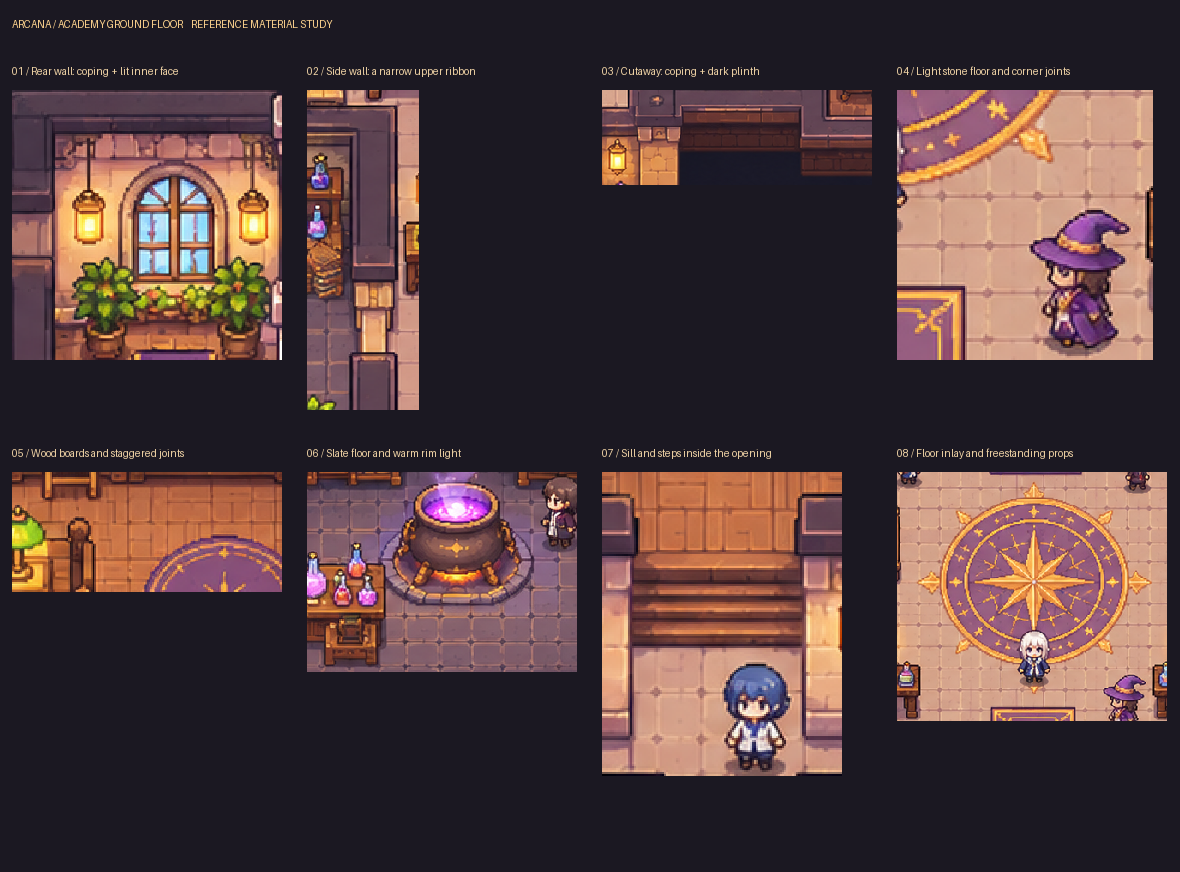 ARCANA / ACADEMY GROUND FLOOR REFERENCE MATERIAL STUDY
01 / Rear wall: coping + lit inner face
02 / Side wall: a narrow upper ribbon
03 / Cutaway: coping + dark plinth
04 / Light stone floor and corner joints
05 / Wood boards and staggered joints
06 / Slate floor and warm rim light
07 / Sill and steps inside the opening
08 / Floor inlay and freestanding props